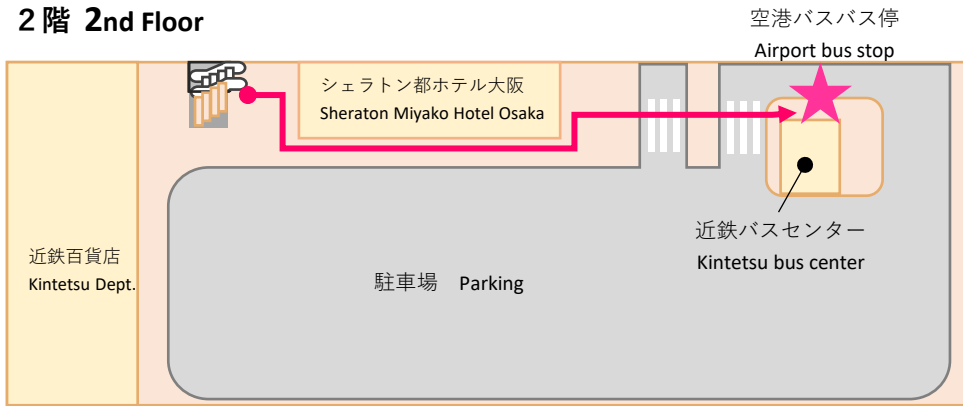 ２階 2nd Floor
空港バスバス停
Airport bus stop
シェラトン都ホテル大阪
Sheraton Miyako Hotel Osaka
近鉄百貨店
Kintetsu Dept.
駐車場 Parking
近鉄バスセンター
Kintetsu bus center